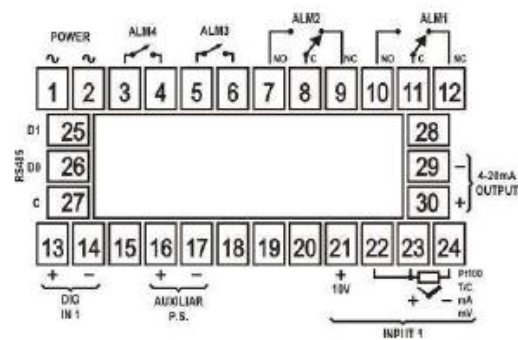 POWER ALM4 ALM3 ALM2 ALM1
~ ~ NO C NC NO C NC
1 2 3 4 5 6 7 8 9 10 11 12
D1 25 28
RS485 D0 26 29 − 4-20mA OUTPUT
C 27 30 +
13 14 15 16 17 18 19 20 21 22 23 24
+ − + − + Pt100
10V T/C
DIG AUXILIAR + mA −
IN 1 P.S. mV
INPUT 1